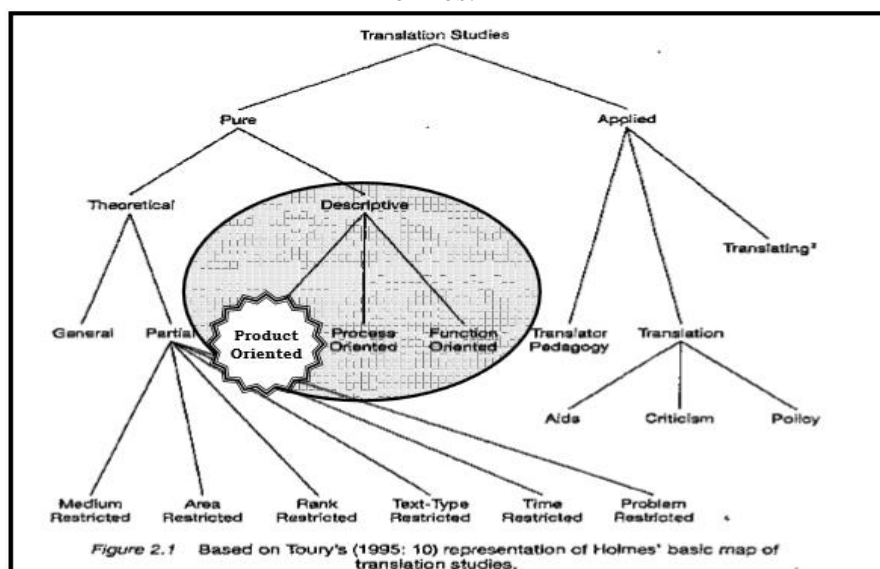 Translation Studies
Pure
Applied
Theoretical
Descriptive
Translating²
General
Partial
Product
Oriented
Process
Oriented
Function
Oriented
Translator
Pedagogy
Translation
Aids
Criticism
Policy
Medium
Restricted
Area
Restricted
Rank
Restricted
Text-Type
Restricted
Time
Restricted
Problem
Restricted
Figure 2.1 Based on Toury's (1995: 10) representation of Holmes' basic map of
translation studies.